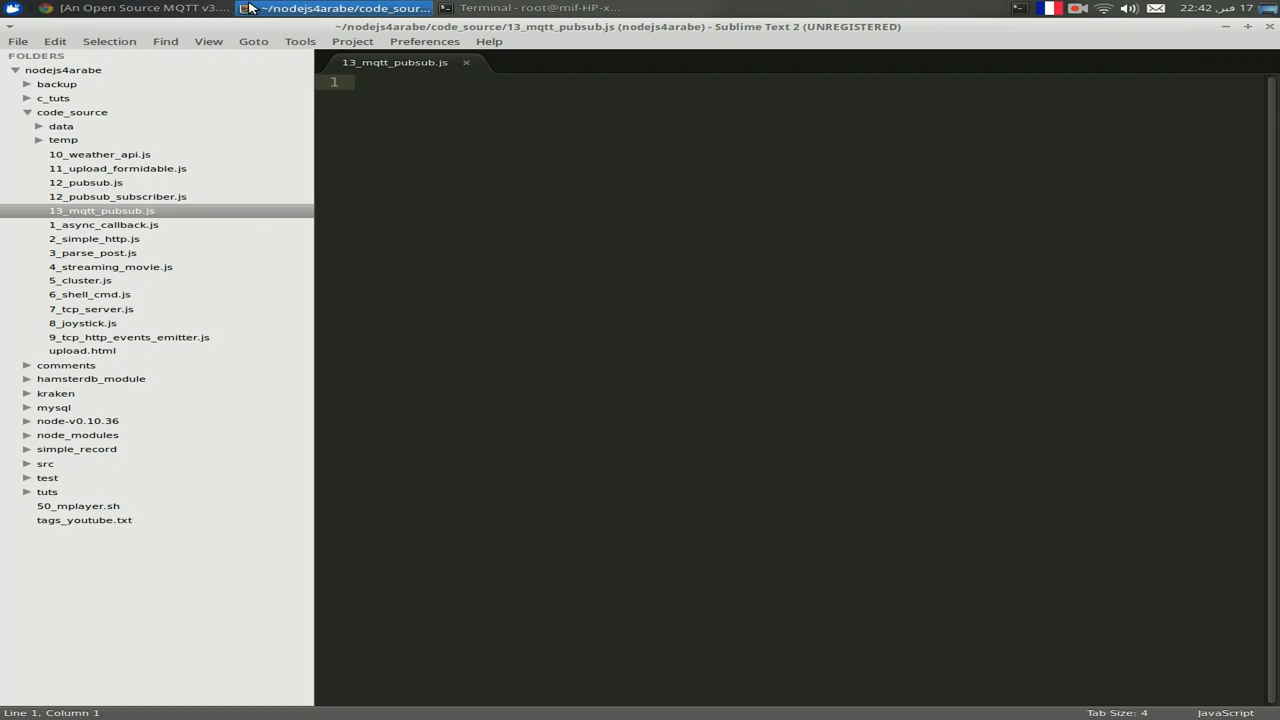 [An Open Source MQTT v3....
~/nodejs4arabe/code_sour...
Terminal - root@mif-HP-x...
22:42 فبر, 17
~/nodejs4arabe/code_source/13_mqtt_pubsub.js (nodejs4arabe) - Sublime Text 2 (UNREGISTERED)
File Edit Selection Find View Goto Tools Project Preferences Help
FOLDERS
nodejs4arabe
backup
c_tuts
code_source
data
temp
10_weather_api.js
11_upload_formidable.js
12_pubsub.js
12_pubsub_subscriber.js
13_mqtt_pubsub.js
1_async_callback.js
2_simple_http.js
3_parse_post.js
4_streaming_movie.js
5_cluster.js
6_shell_cmd.js
7_tcp_server.js
8_joystick.js
9_tcp_http_events_emitter.js
upload.html
comments
hamsterdb_module
kraken
mysql
node-v0.10.36
node_modules
simple_record
src
test
tuts
50_mplayer.sh
tags_youtube.txt
13_mqtt_pubsub.js
1
Line 1, Column 1
Tab Size: 4
JavaScript